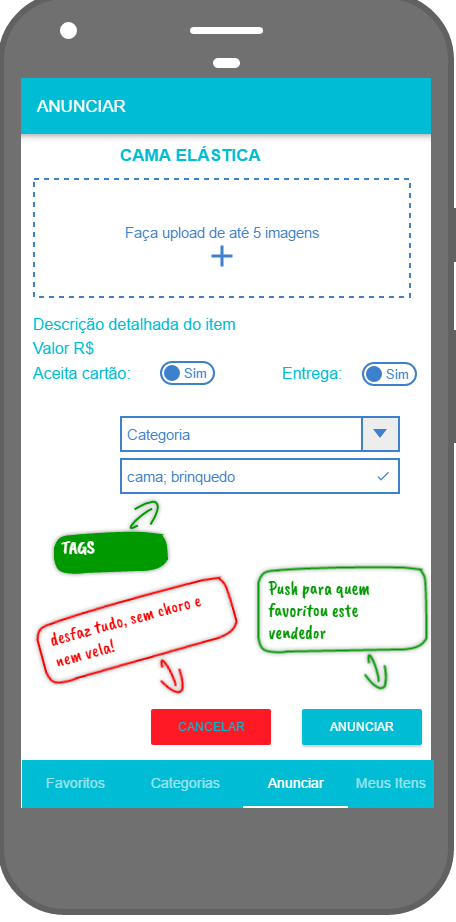 ANUNCIAR
CAMA ELÁSTICA
Faça upload de até 5 imagens
Descrição detalhada do item
Valor R$
Aceita cartão: Sim Entrega: Sim
Categoria
cama; brinquedo
TAGS
desfaz tudo, sem choro e
nem vela!
Push para quem
favoritou este
vendedor
CANCELAR ANUNCIAR
Favoritos Categorias Anunciar Meus Itens